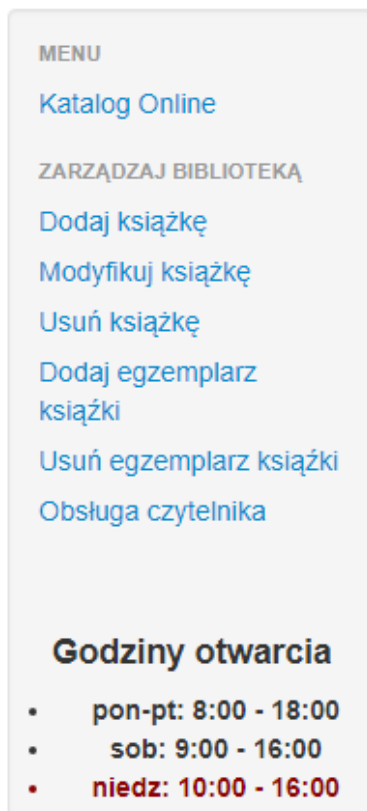 MENU
Katalog Online
ZARZĄDZAJ BIBLIOTEKĄ
Dodaj książkę
Modyfikuj książkę
Usuń książkę
Dodaj egzemplarz
książki
Usuń egzemplarz książki
Obsługa czytelnika
Godziny otwarcia
• pon-pt: 8:00 - 18:00
• sob: 9:00 - 16:00
• niedz: 10:00 - 16:00